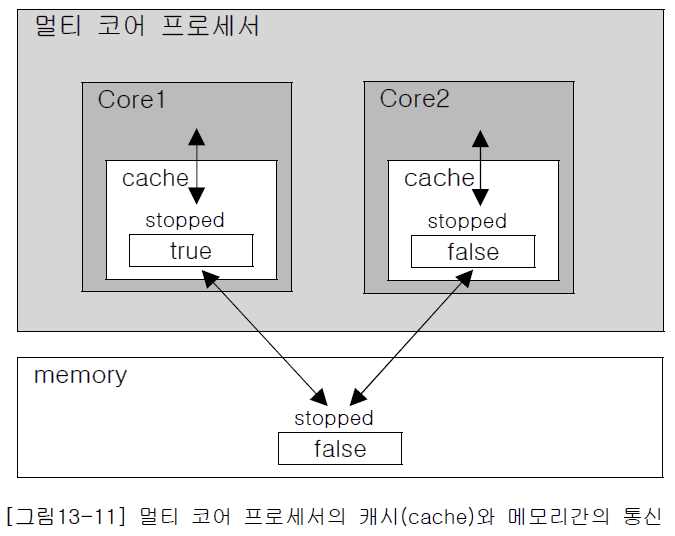 멀티 코어 프로세서
Core1
cache
stopped
true
Core2
cache
stopped
false
memory
stopped
false
[그림13-11] 멀티 코어 프로세서의 캐시(cache)와 메모리간의 통신